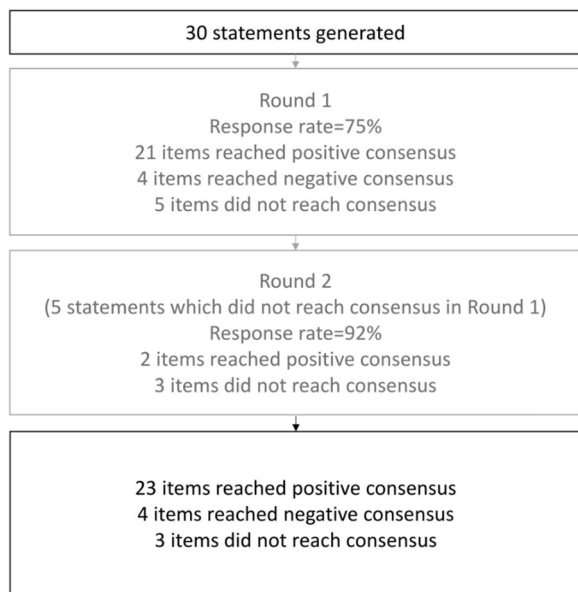 30 statements generated
Round 1
Response rate=75%
21 items reached positive consensus
4 items reached negative consensus
5 items did not reach consensus
Round 2
(5 statements which did not reach consensus in Round 1)
Response rate=92%
2 items reached positive consensus
3 items did not reach consensus
23 items reached positive consensus
4 items reached negative consensus
3 items did not reach consensus